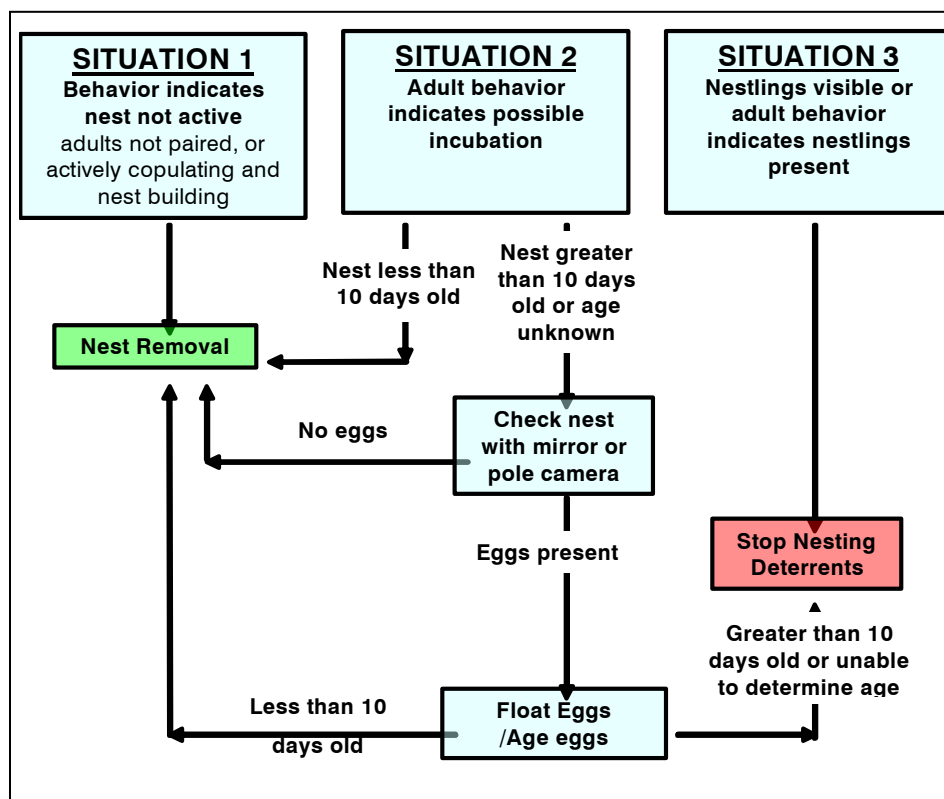 SITUATION 1
Behavior indicates
nest not active
adults not paired, or
actively copulating and
nest building
SITUATION 2
Adult behavior
indicates possible
incubation
SITUATION 3
Nestlings visible or
adult behavior
indicates nestlings
present
Nest less than
10 days old
Nest greater
than 10 days
old or age
unknown
Nest Removal
No eggs
Check nest
with mirror or
pole camera
Eggs present
Stop Nesting
Deterrents
Greater than 10
days old or unable
to determine age
Less than 10
days old
Float Eggs
/Age eggs